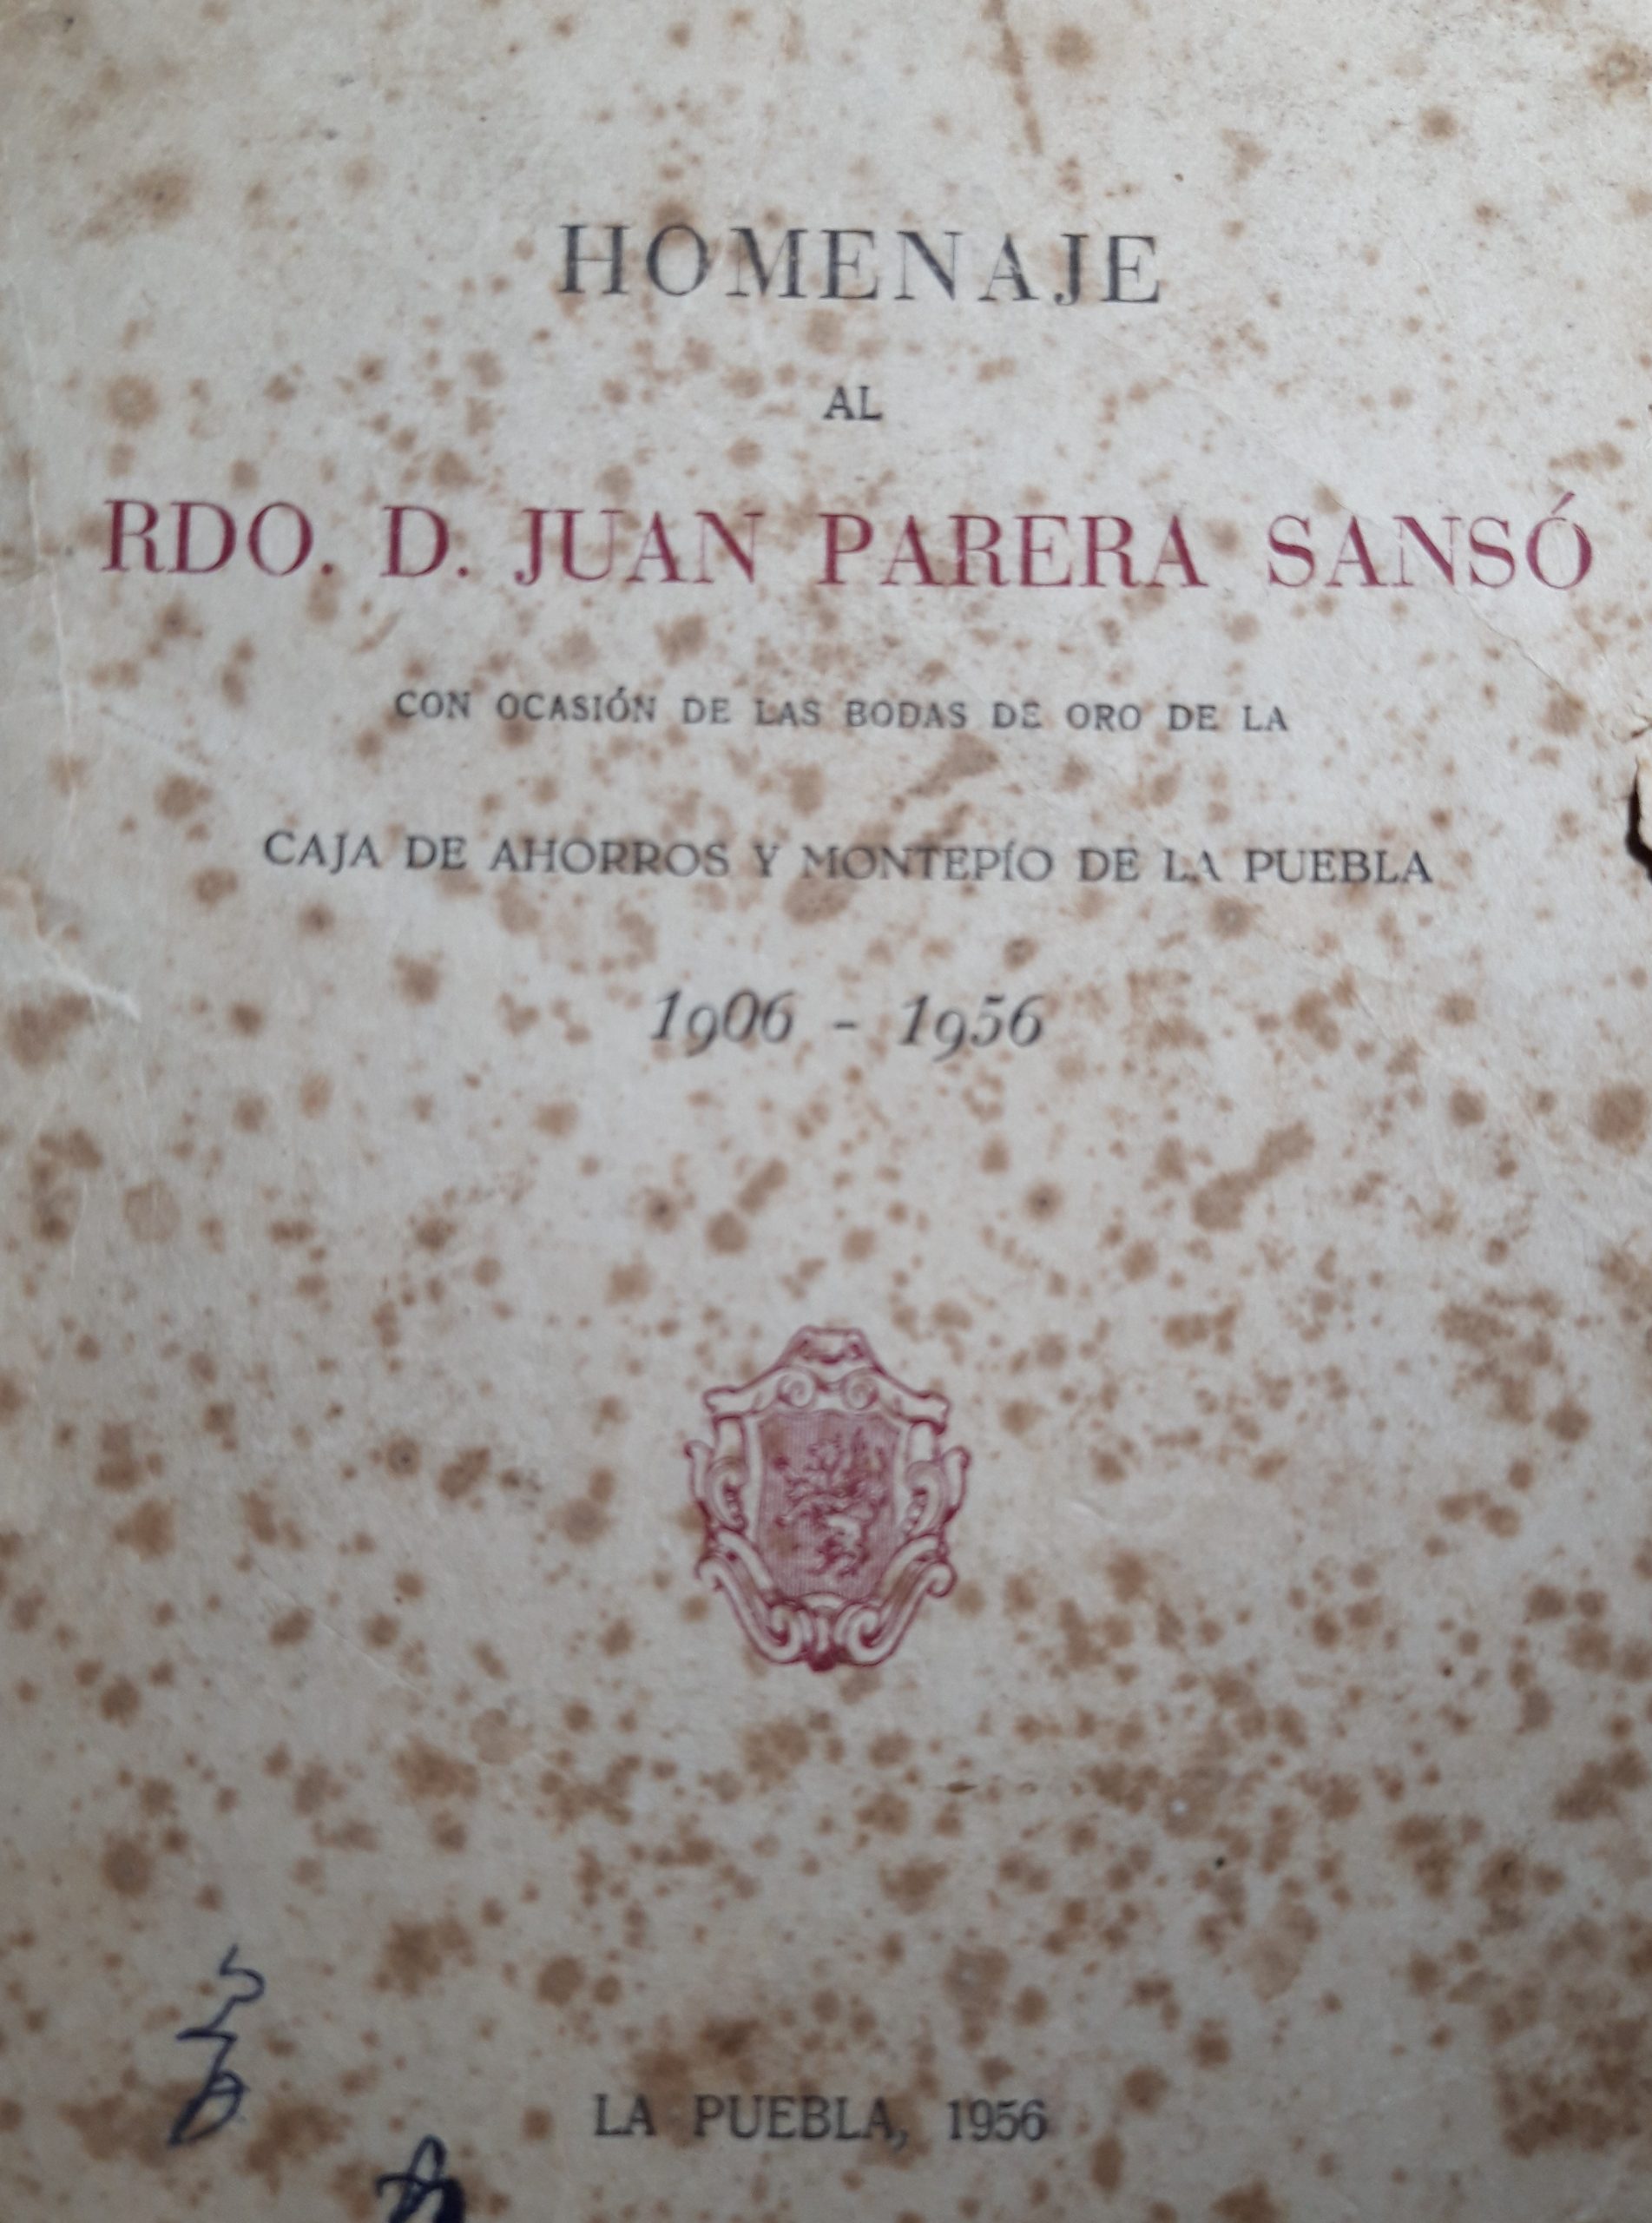 HOMENAJE
AL
RDO. D. JUAN PARERA SANSÓ
CON OCASIÓN DE LAS BODAS DE ORO DE LA
CAJA DE AHORROS Y MONTEPÍO DE LA PUEBLA
1906 - 1956
LA PUEBLA, 1956